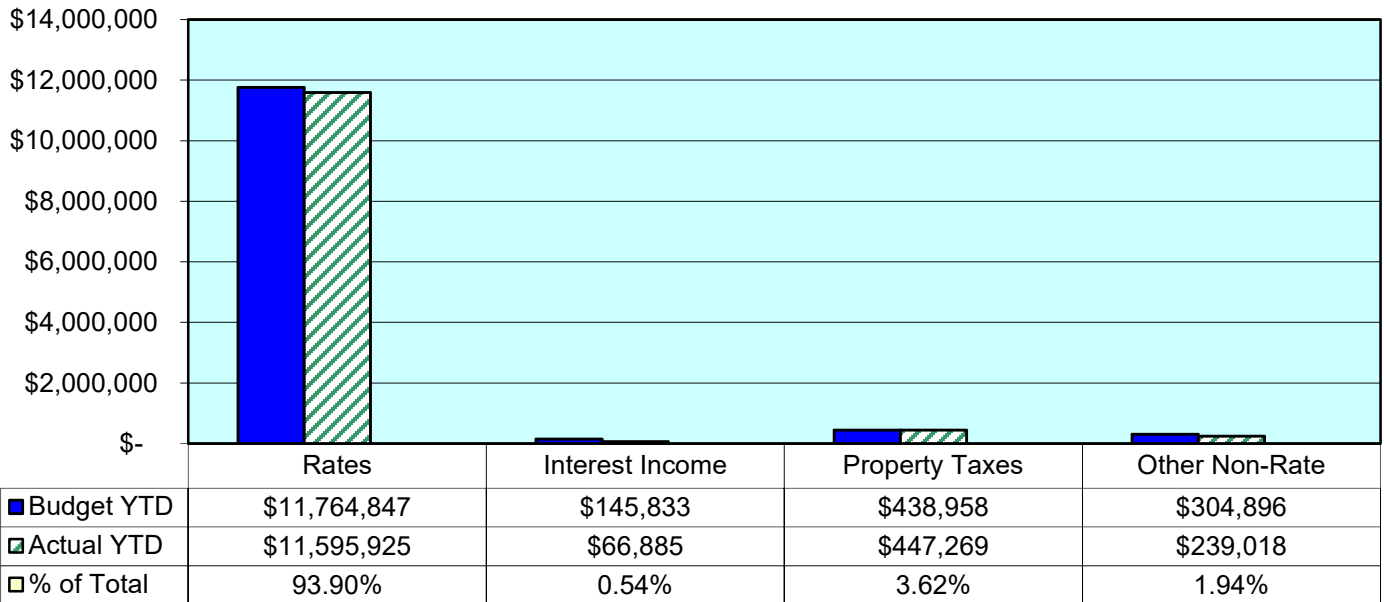 $14,000,000
$12,000,000
$10,000,000
$8,000,000
$6,000,000
$4,000,000
$2,000,000
$-
Rates Interest Income Property Taxes Other Non-Rate
Budget YTD $11,764,847 $145,833 $438,958 $304,896
Actual YTD $11,595,925 $66,885 $447,269 $239,018
% of Total 93.90% 0.54% 3.62% 1.94%